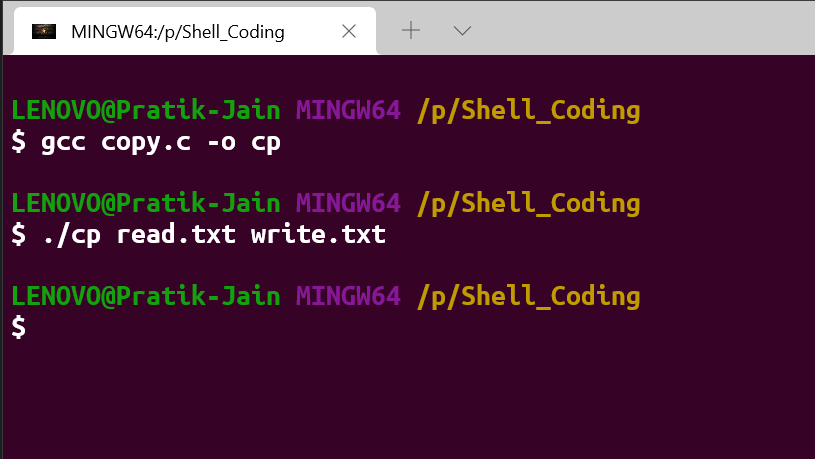 MINGW64:/p/Shell_Coding
LENOVO@Pratik-Jain MINGW64 /p/Shell_Coding
$ gcc copy.c -o cp
LENOVO@Pratik-Jain MINGW64 /p/Shell_Coding
$ ./cp read.txt write.txt
LENOVO@Pratik-Jain MINGW64 /p/Shell_Coding
$